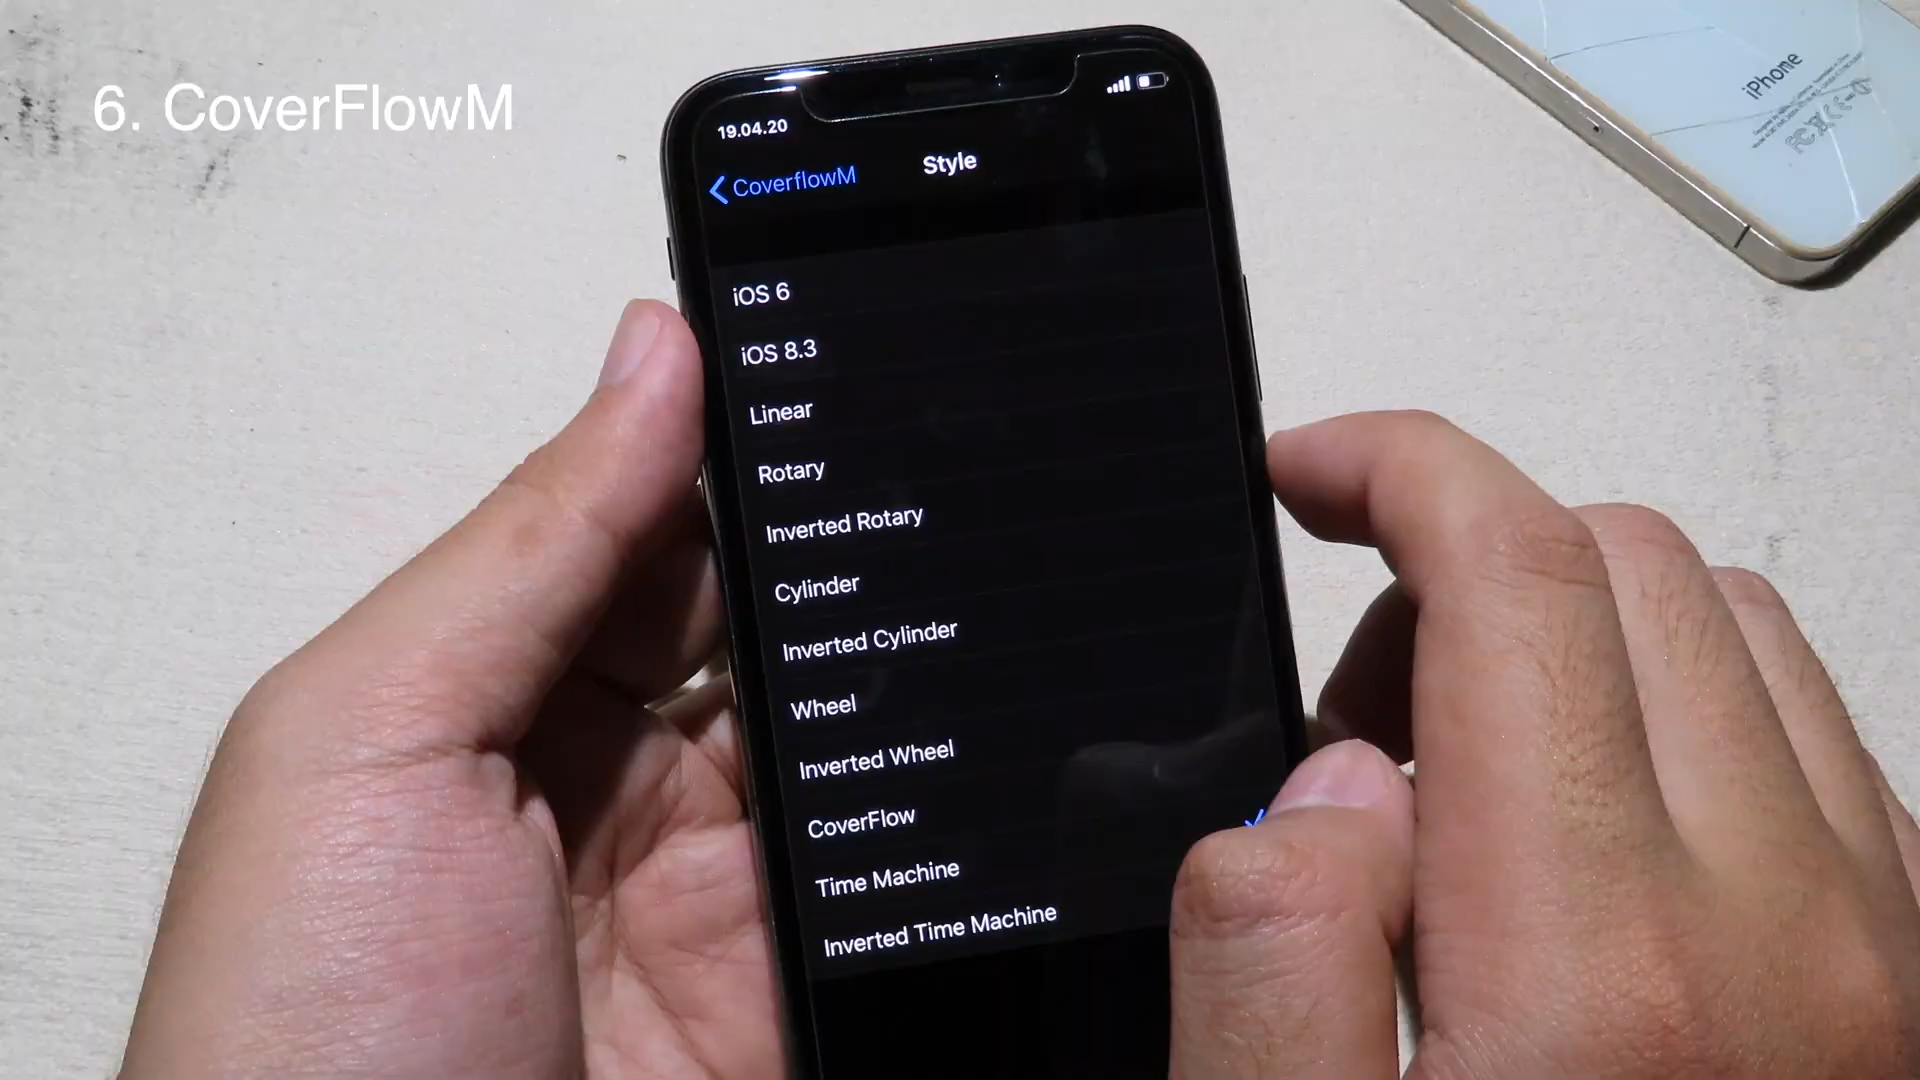 6. CoverFlowM
19.04.20
CoverflowM
Style
iOS 6
iOS 8.3
Linear
Rotary
Inverted Rotary
Cylinder
Inverted Cylinder
Wheel
Inverted Wheel
CoverFlow
Time Machine
Inverted Time Machine
iPhone